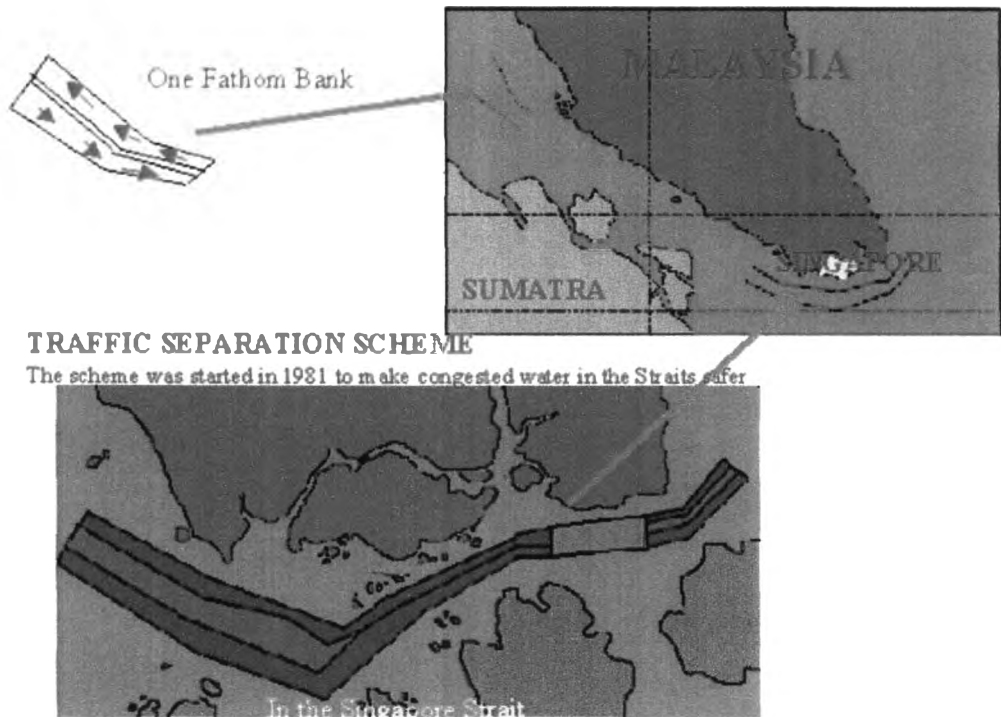 One Fathom Bank
MALAYSIA
SINGAPORE
SUMATRA
TRAFFIC SEPARATION SCHEME
The scheme was started in 1981 to make congested water in the Straits safer
In the Singapore Strait